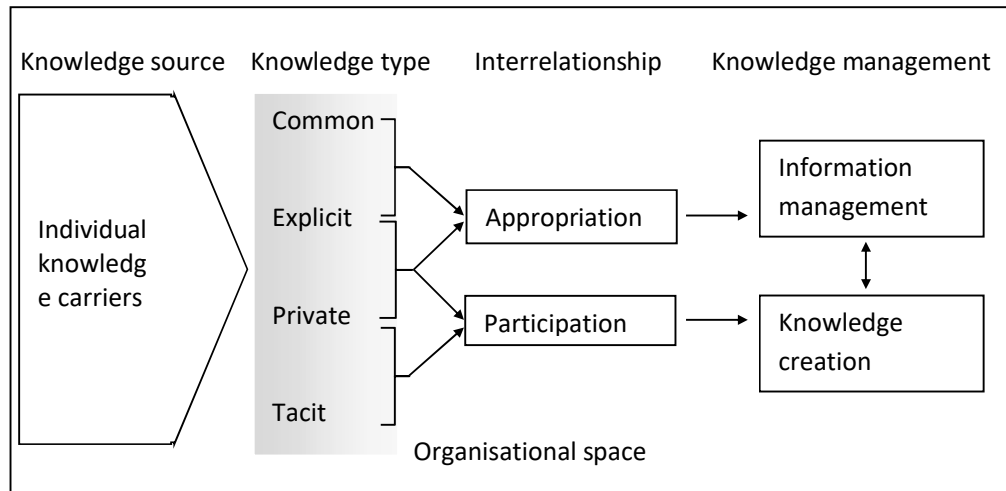 Knowledge source Knowledge type Interrelationship Knowledge management
Common
Explicit
Private
Tacit
Individual
knowledg
e carriers
Appropriation
Participation
Information
management
Knowledge
creation
Organisational space